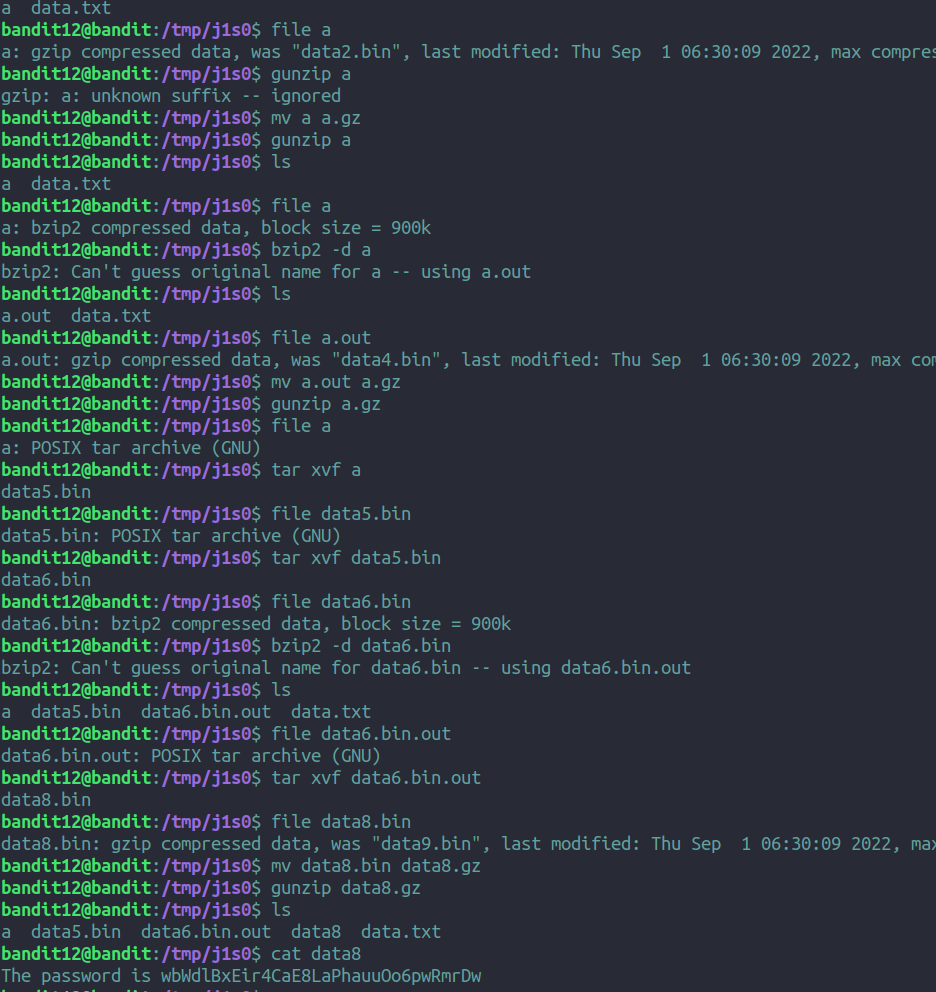 a  data.txt
bandit12@bandit:/tmp/j1s0$ file a
a: gzip compressed data, was "data2.bin", last modified: Thu Sep  1 06:30:09 2022, max compres
bandit12@bandit:/tmp/j1s0$ gunzip a
gzip: a: unknown suffix -- ignored
bandit12@bandit:/tmp/j1s0$ mv a a.gz
bandit12@bandit:/tmp/j1s0$ gunzip a
bandit12@bandit:/tmp/j1s0$ ls
a  data.txt
bandit12@bandit:/tmp/j1s0$ file a
a: bzip2 compressed data, block size = 900k
bandit12@bandit:/tmp/j1s0$ bzip2 -d a
bzip2: Can't guess original name for a -- using a.out
bandit12@bandit:/tmp/j1s0$ ls
a.out  data.txt
bandit12@bandit:/tmp/j1s0$ file a.out
a.out: gzip compressed data, was "data4.bin", last modified: Thu Sep  1 06:30:09 2022, max com
bandit12@bandit:/tmp/j1s0$ mv a.out a.gz
bandit12@bandit:/tmp/j1s0$ gunzip a.gz
bandit12@bandit:/tmp/j1s0$ file a
a: POSIX tar archive (GNU)
bandit12@bandit:/tmp/j1s0$ tar xvf a
data5.bin
bandit12@bandit:/tmp/j1s0$ file data5.bin
data5.bin: POSIX tar archive (GNU)
bandit12@bandit:/tmp/j1s0$ tar xvf data5.bin
data6.bin
bandit12@bandit:/tmp/j1s0$ file data6.bin
data6.bin: bzip2 compressed data, block size = 900k
bandit12@bandit:/tmp/j1s0$ bzip2 -d data6.bin
bzip2: Can't guess original name for data6.bin -- using data6.bin.out
bandit12@bandit:/tmp/j1s0$ ls
a  data5.bin  data6.bin.out  data.txt
bandit12@bandit:/tmp/j1s0$ file data6.bin.out
data6.bin.out: POSIX tar archive (GNU)
bandit12@bandit:/tmp/j1s0$ tar xvf data6.bin.out
data8.bin
bandit12@bandit:/tmp/j1s0$ file data8.bin
data8.bin: gzip compressed data, was "data9.bin", last modified: Thu Sep  1 06:30:09 2022, max
bandit12@bandit:/tmp/j1s0$ mv data8.bin data8.gz
bandit12@bandit:/tmp/j1s0$ gunzip data8.gz
bandit12@bandit:/tmp/j1s0$ ls
a  data5.bin  data6.bin.out  data8  data.txt
bandit12@bandit:/tmp/j1s0$ cat data8
The password is wbWdlBxEir4CaE8LaPhauuOo6pwRmrDw